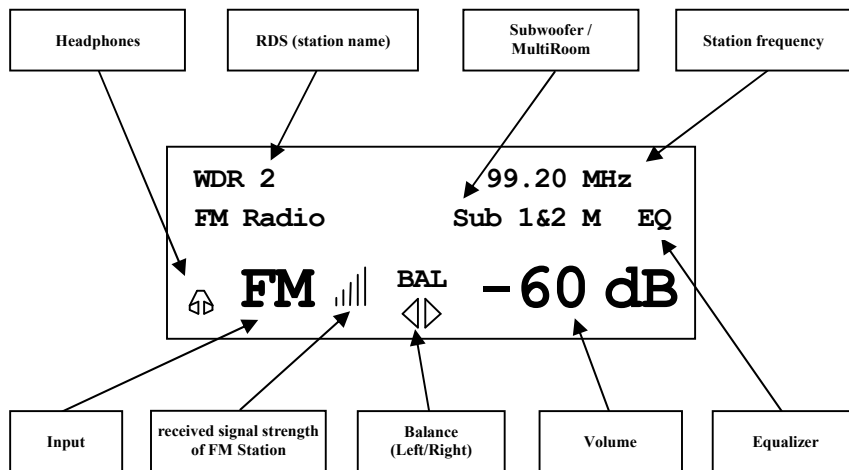 Headphones
RDS (station name)
Subwoofer /
MultiRoom
Station frequency
WDR 2
99.20 MHz
FM Radio
Sub 1&2 M
EQ
FM
BAL
-60 dB
Input
received signal strength
of FM Station
Balance
(Left/Right)
Volume
Equalizer